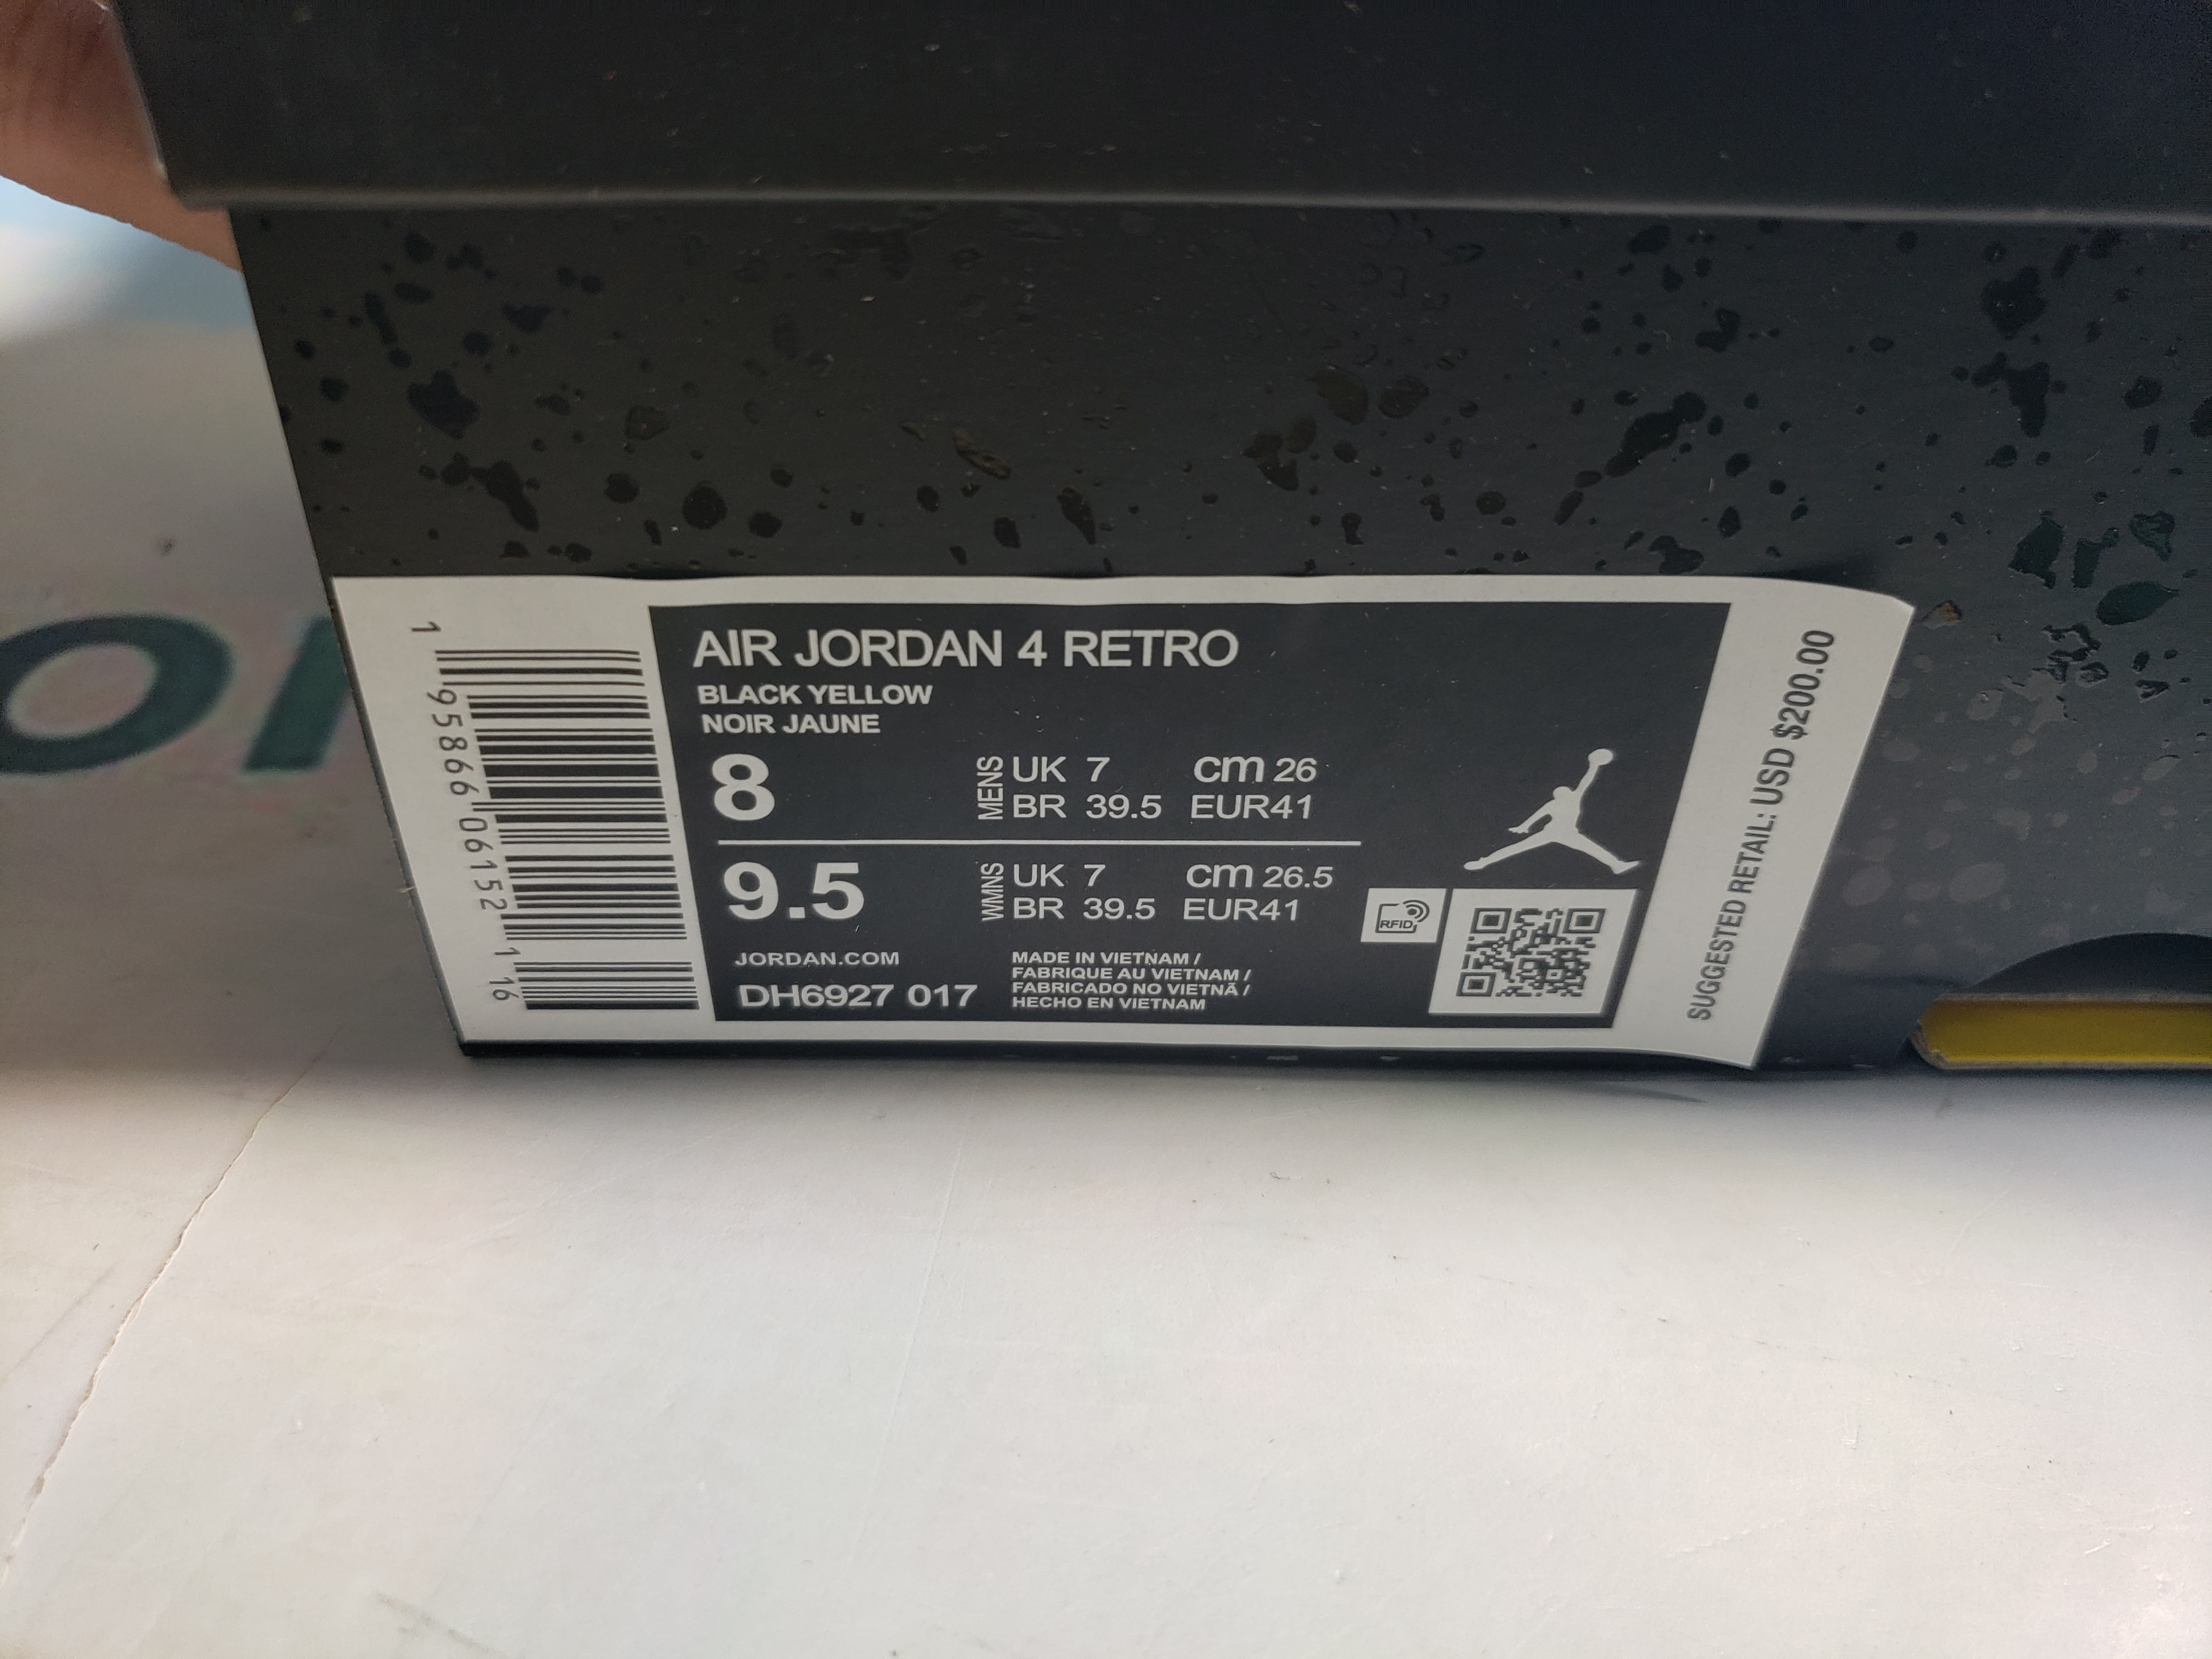 AIR JORDAN 4 RETRO
BLACK YELLOW
NOIR JAUNE
8 MENS UK 7 cm 26
BR 39.5 EUR41
9.5 WMNS UK 7 cm 26.5
BR 39.5 EUR41
JORDAN.COM
DH6927 017
MADE IN VIETNAM /
FABRIQUE AU VIETNAM /
FABRICADO NO VIETNÃ /
HECHO EN VIETNAM
RFID
SUGGESTED RETAIL: USD $200.00
1 95866 06152 1 16